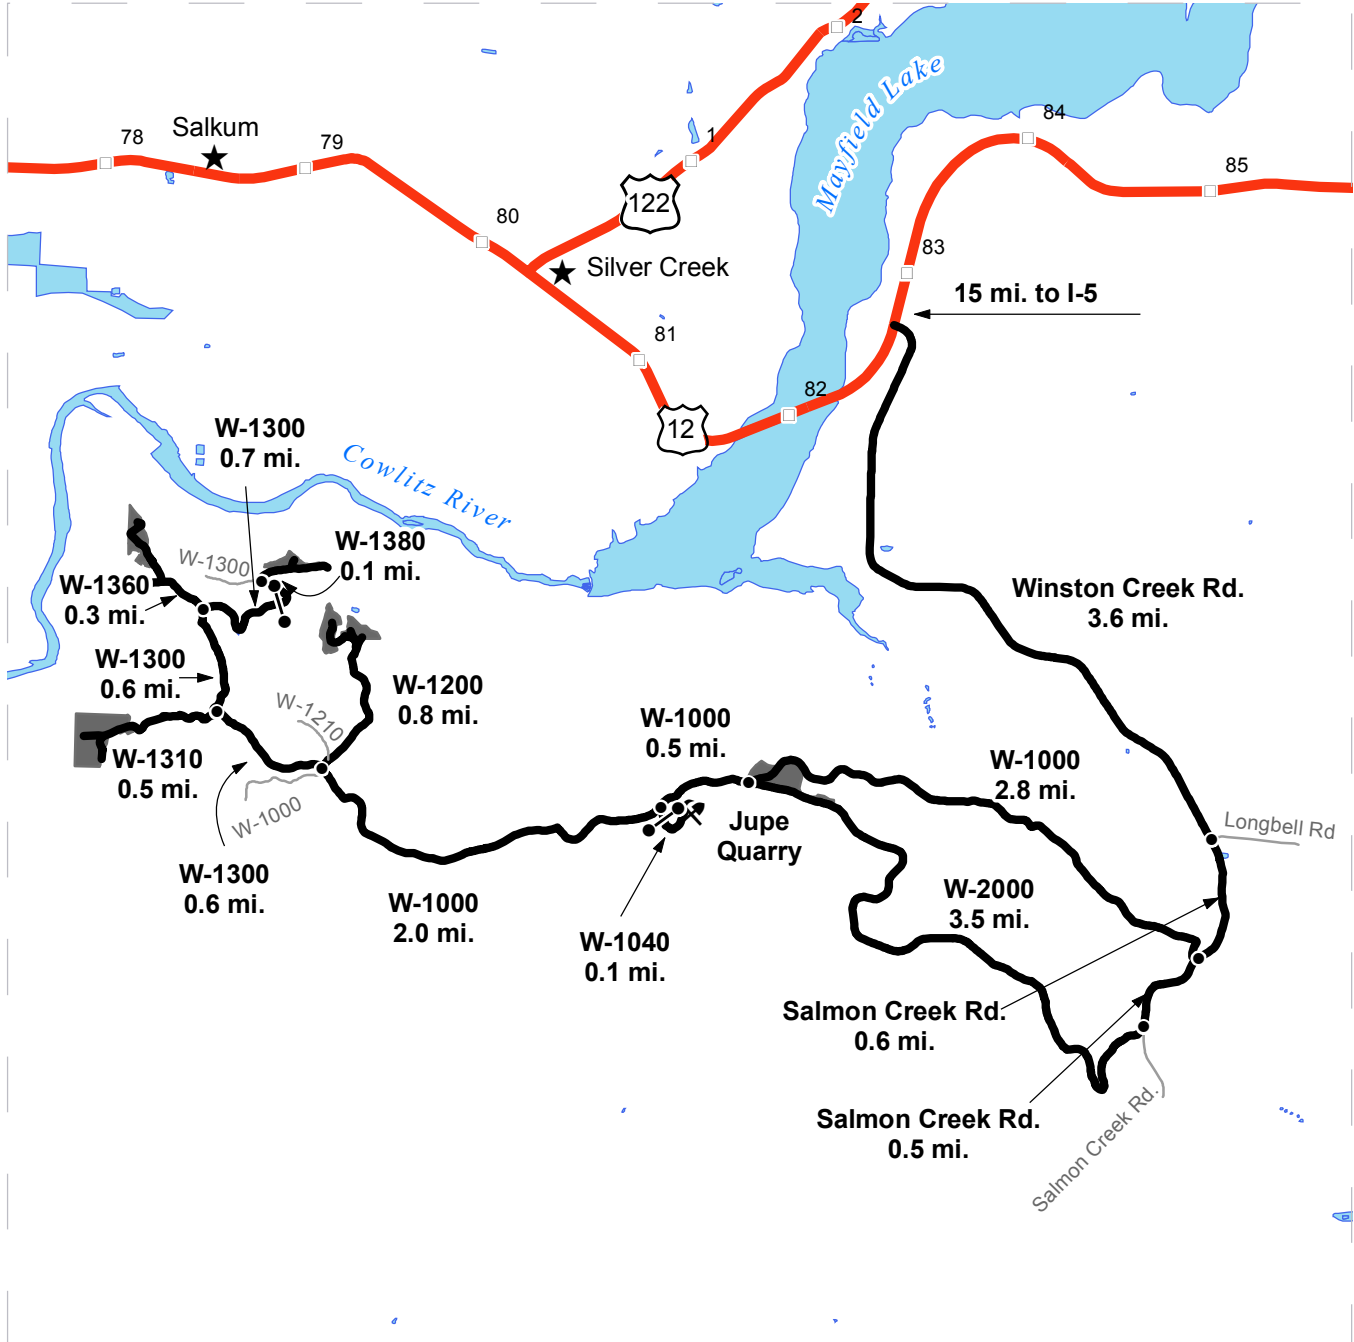 2
Mayfield Lake
84
1
78
Salkum
79
85
122
80
83
Silver Creek
15 mi. to I-5
81
82
12
W-1300
0.7 mi.
Cowlitz River
W-1380
0.1 mi.
W-1300
W-1360
0.3 mi.
Winston Creek Rd.
3.6 mi.
W-1300
0.6 mi.
W-1200
0.8 mi.
W-1210
W-1000
0.5 mi.
W-1310
0.5 mi.
W-1000
2.8 mi.
W-1000
Jupe
Quarry
Longbell Rd
W-1300
0.6 mi.
W-1000
2.0 mi.
W-2000
3.5 mi.
W-1040
0.1 mi.
Salmon Creek Rd.
0.6 mi.
Salmon Creek Rd.
0.5 mi.
Salmon Creek Rd.